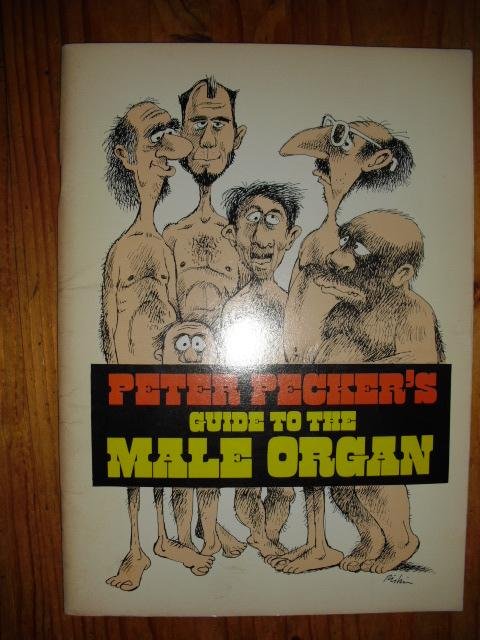 PETER PECKER'S
GUIDE TO THE
MALE ORGAN